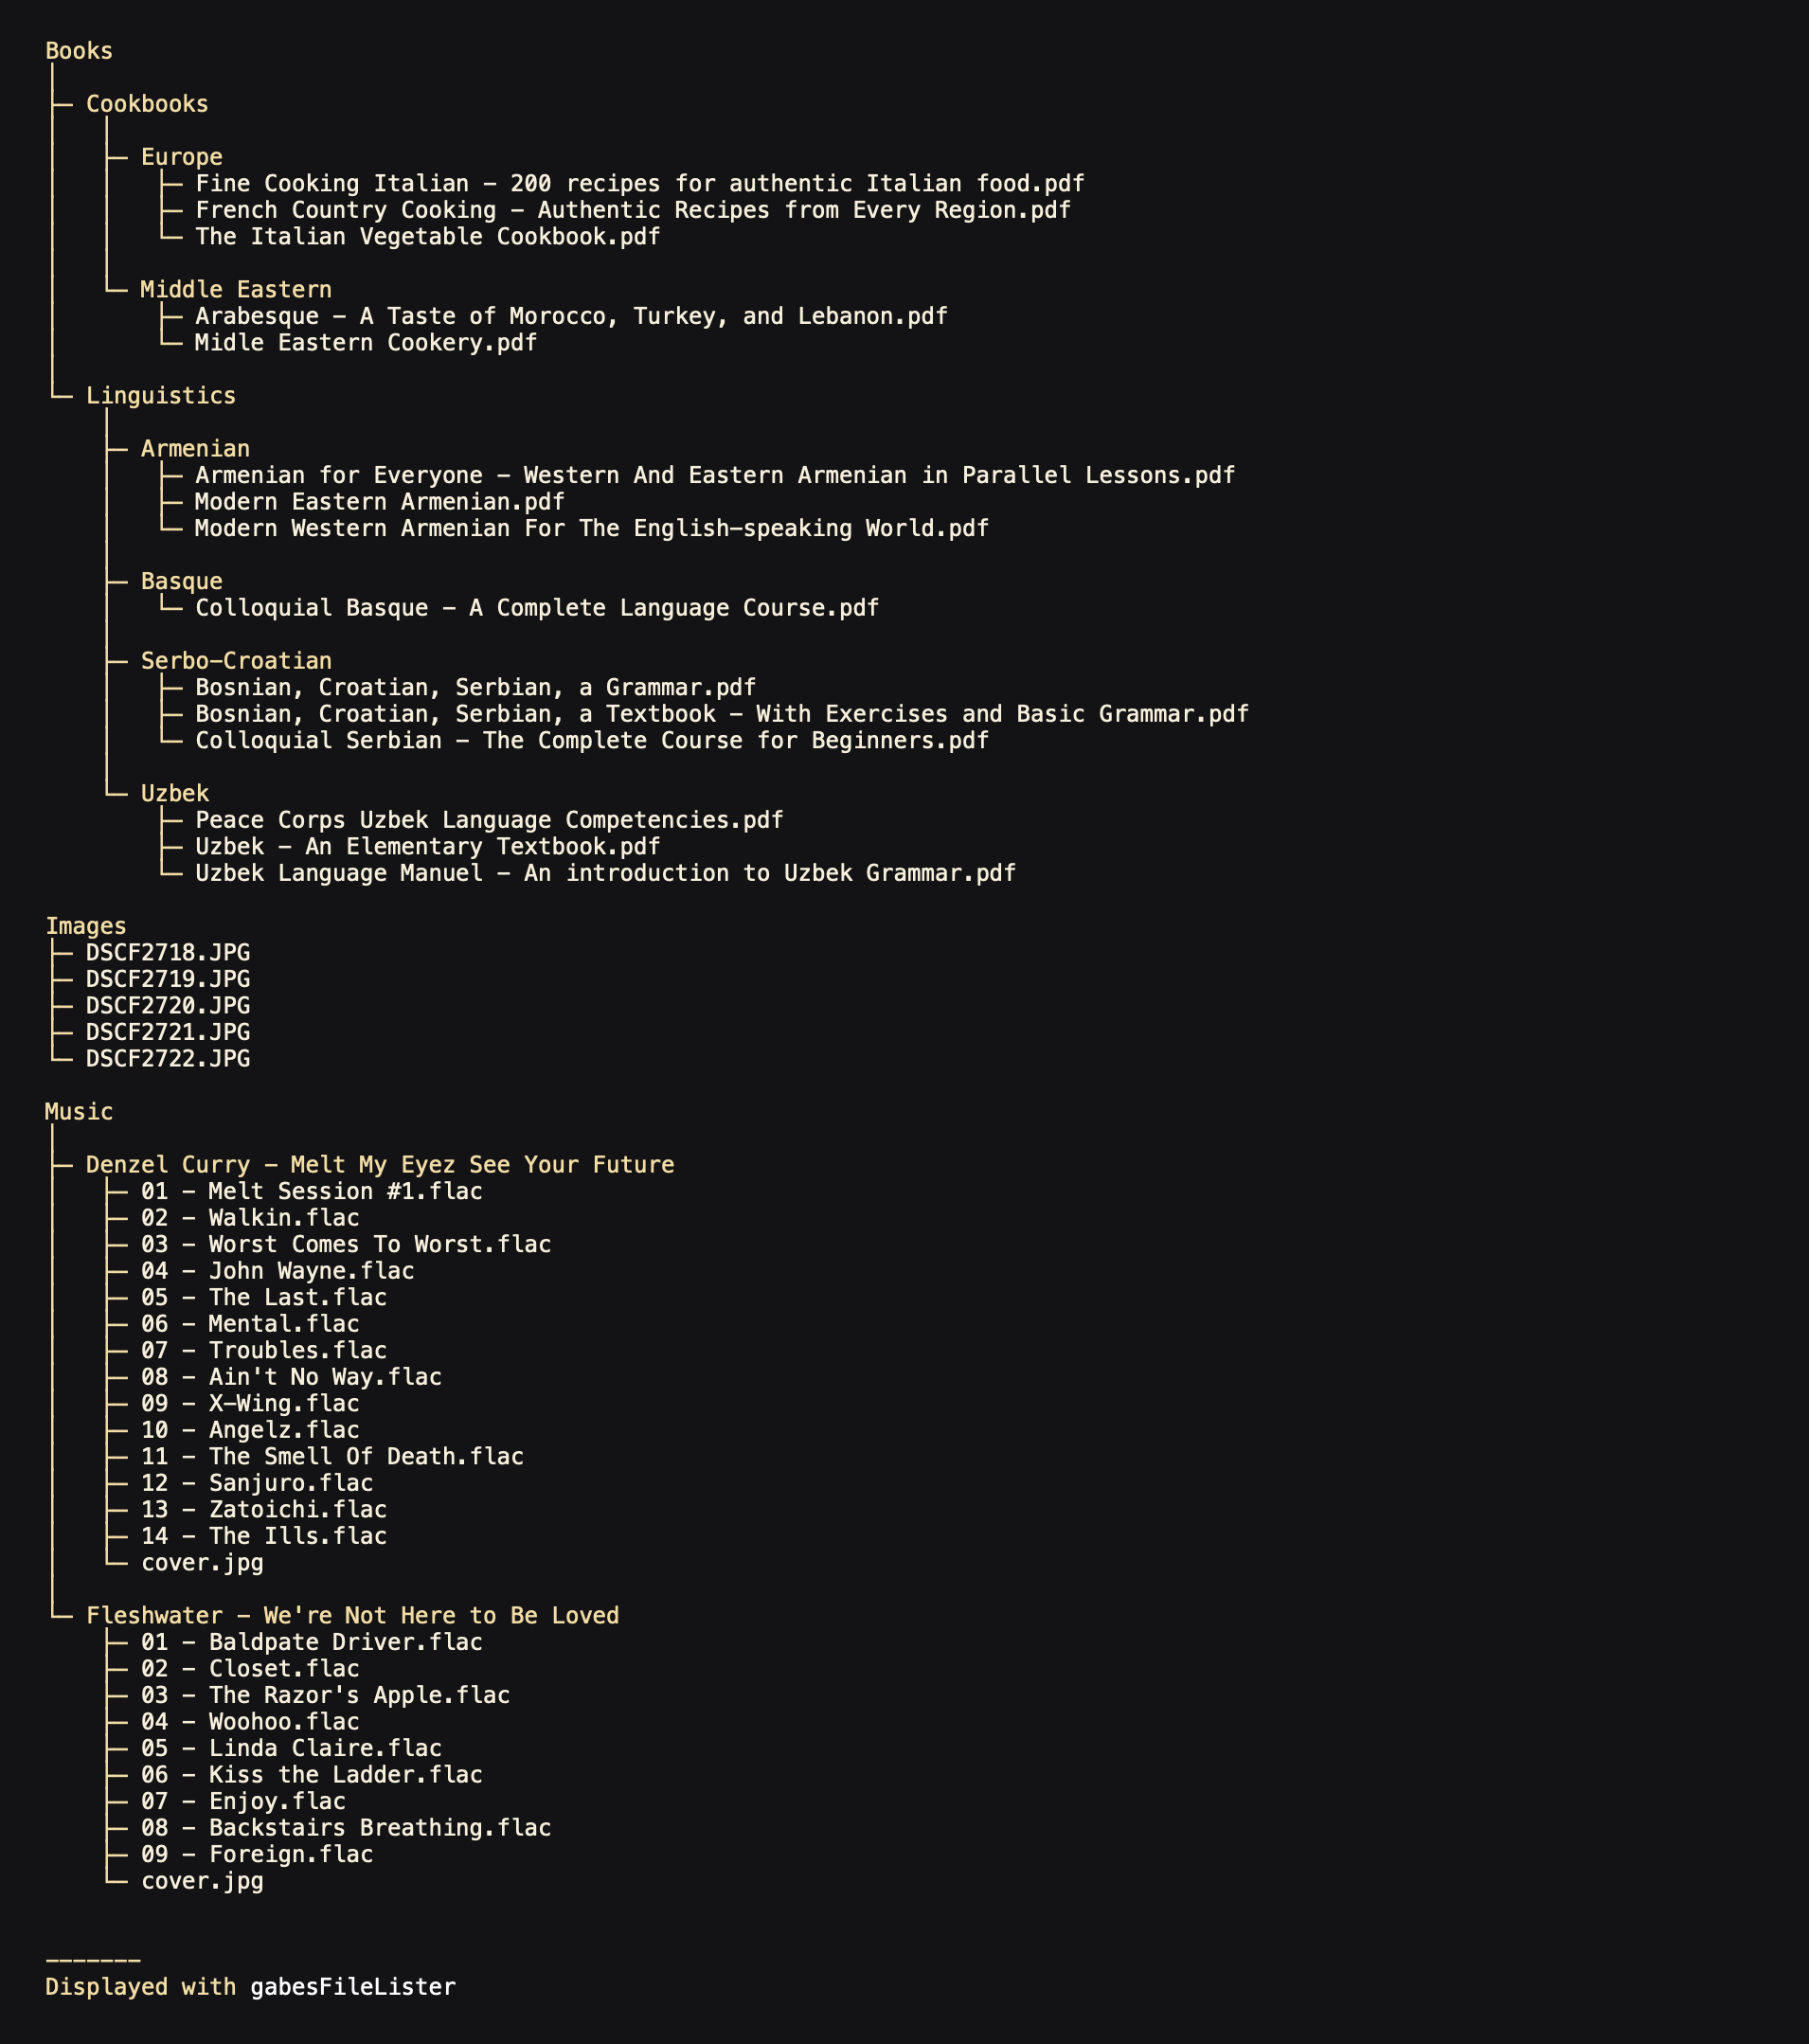 Books
Cookbooks
Europe
Fine Cooking Italian - 200 recipes for authentic Italian food.pdf
French Country Cooking - Authentic Recipes from Every Region.pdf
The Italian Vegetable Cookbook.pdf
Middle Eastern
Arabesque - A Taste of Morocco, Turkey, and Lebanon.pdf
Midle Eastern Cookery.pdf
Linguistics
Armenian
Armenian for Everyone - Western And Eastern Armenian in Parallel Lessons.pdf
Modern Eastern Armenian.pdf
Modern Western Armenian For The English-speaking World.pdf
Basque
Colloquial Basque - A Complete Language Course.pdf
Serbo-Croatian
Bosnian, Croatian, Serbian, a Grammar.pdf
Bosnian, Croatian, Serbian, a Textbook - With Exercises and Basic Grammar.pdf
Colloquial Serbian - The Complete Course for Beginners.pdf
Uzbek
Peace Corps Uzbek Language Competencies.pdf
Uzbek - An Elementary Textbook.pdf
Uzbek Language Manuel - An introduction to Uzbek Grammar.pdf
Images
DSCF2718.JPG
DSCF2719.JPG
DSCF2720.JPG
DSCF2721.JPG
DSCF2722.JPG
Music
Denzel Curry - Melt My Eyez See Your Future
01 - Melt Session #1.flac
02 - Walkin.flac
03 - Worst Comes To Worst.flac
04 - John Wayne.flac
05 - The Last.flac
06 - Mental.flac
07 - Troubles.flac
08 - Ain't No Way.flac
09 - X-Wing.flac
10 - Angelz.flac
11 - The Smell Of Death.flac
12 - Sanjuro.flac
13 - Zatoichi.flac
14 - The Ills.flac
cover.jpg
Fleshwater - We're Not Here to Be Loved
01 - Baldpate Driver.flac
02 - Closet.flac
03 - The Razor's Apple.flac
04 - Woohoo.flac
05 - Linda Claire.flac
06 - Kiss the Ladder.flac
07 - Enjoy.flac
08 - Backstairs Breathing.flac
09 - Foreign.flac
cover.jpg
-------
Displayed with gabesFileLister